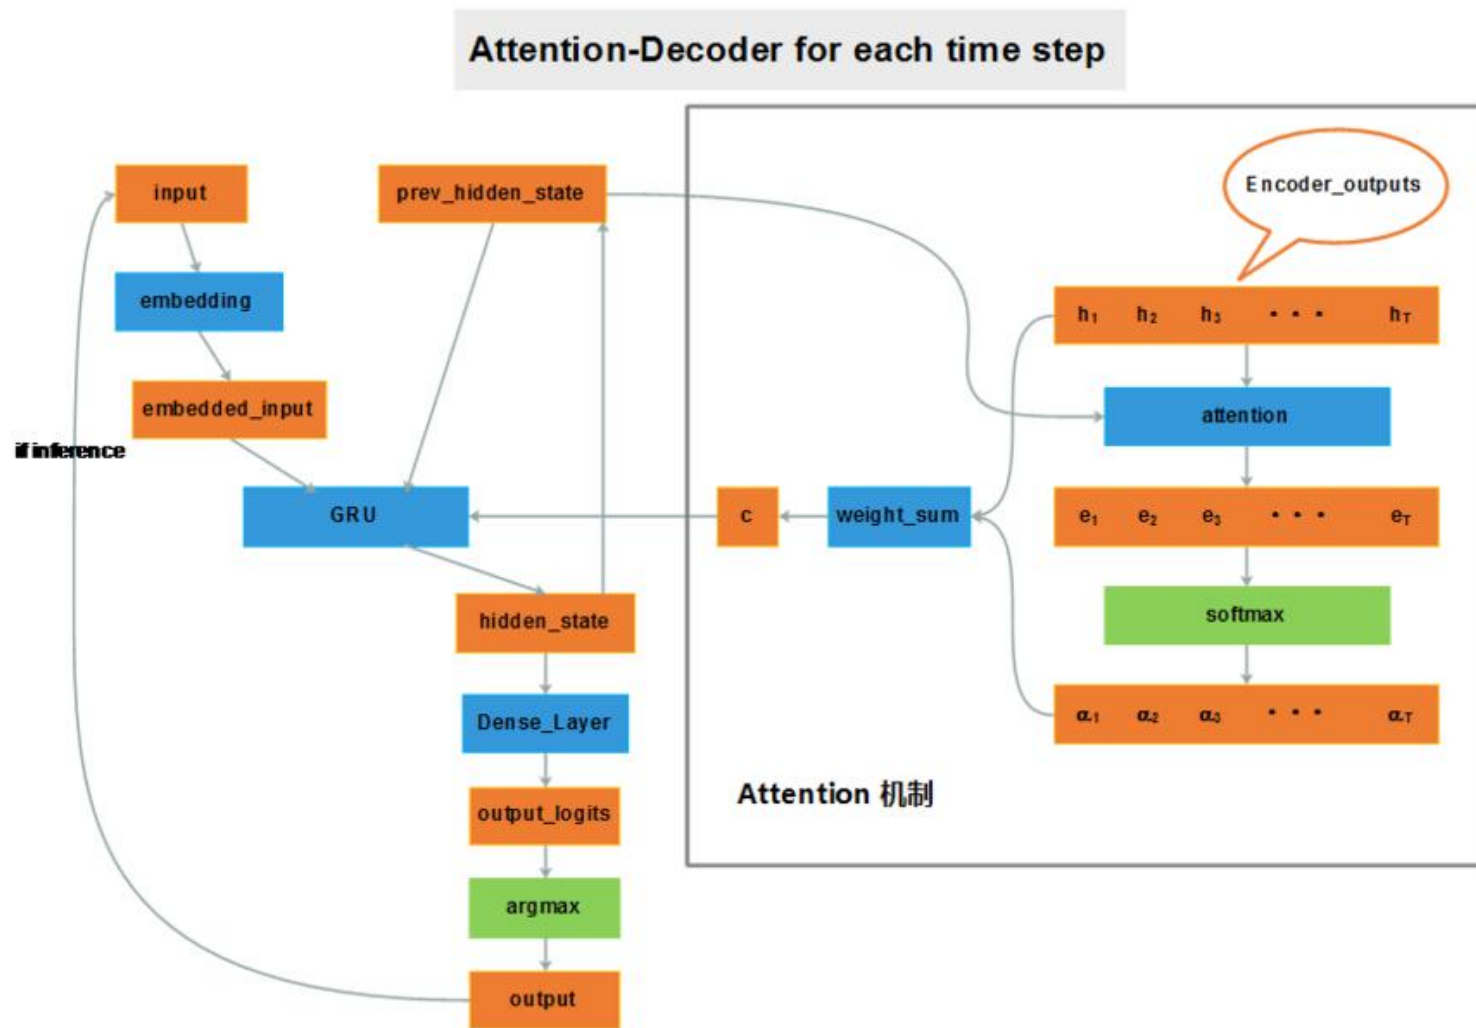 Attention-Decoder for each time step
input
prev_hidden_state
Encoder_outputs
embedding
h₁ h₂ h₃ · · · h_T
attention
embedded_input
if inference
GRU
c
weight_sum
e₁ e₂ e₃ · · · e_T
softmax
hidden_state
α₁ α₂ α₃ · · · α_T
Dense_Layer
Attention 机制
output_logits
argmax
output